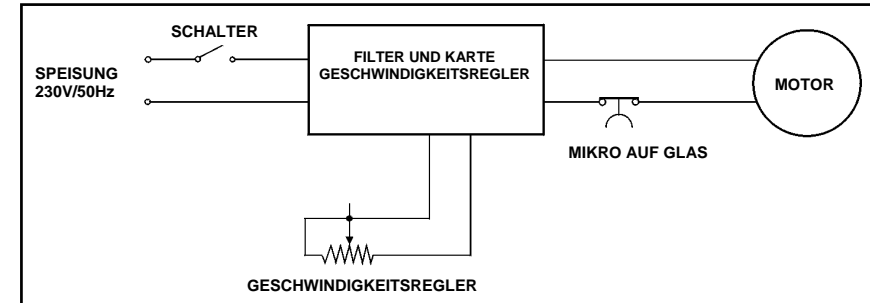 SCHALTER
SPEISUNG
230V/50Hz
FILTER UND KARTE
GESCHWINDIGKEITSREGLER
MOTOR
MIKRO AUF GLAS
GESCHWINDIGKEITSREGLER